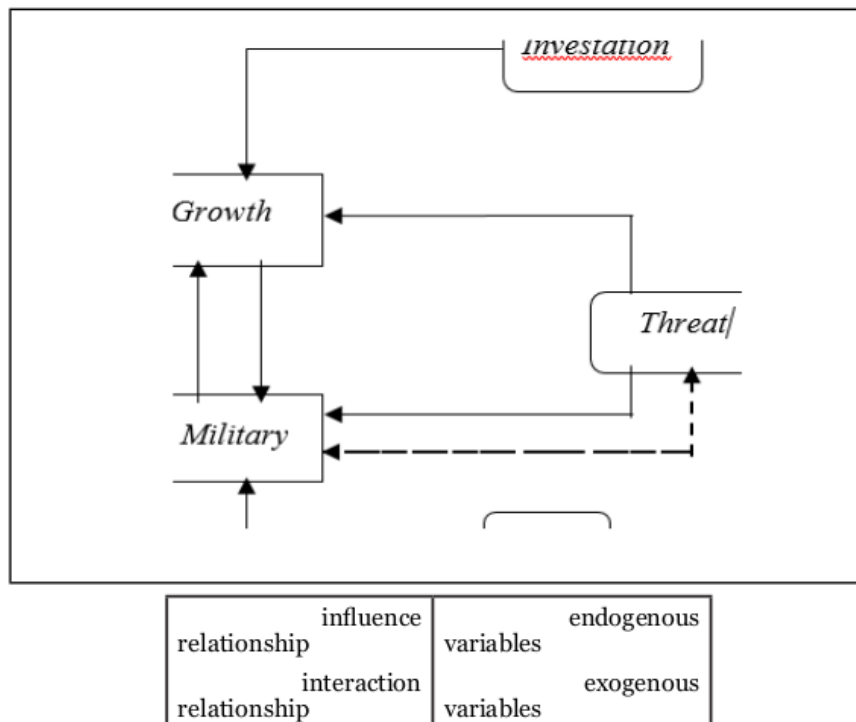 Investation
Growth
Threat
Military
influence
relationship
endogenous
variables
interaction
relationship
exogenous
variables